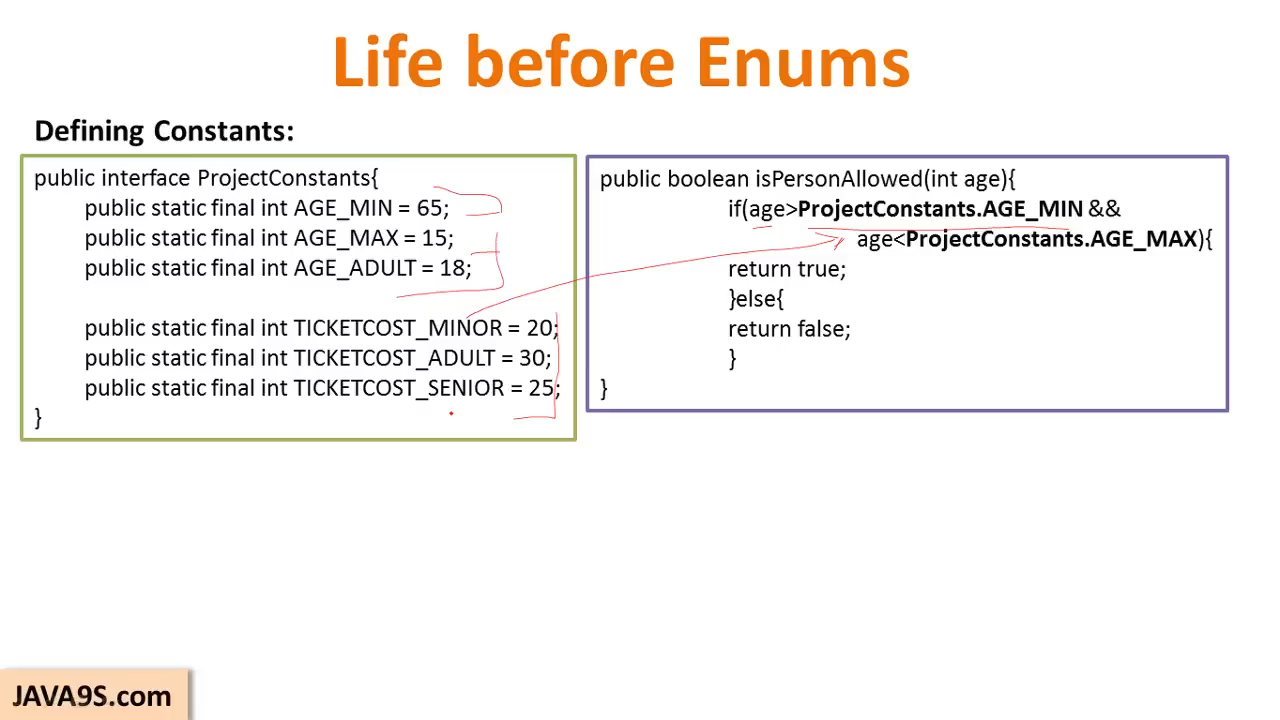 Life before Enums
Defining Constants:
public interface ProjectConstants{
public static final int AGE_MIN = 65;
public static final int AGE_MAX = 15;
public static final int AGE_ADULT = 18;
public static final int TICKETCOST_MINOR = 20;
public static final int TICKETCOST_ADULT = 30;
public static final int TICKETCOST_SENIOR = 25;
}
public boolean isPersonAllowed(int age){
if(age>ProjectConstants.AGE_MIN &&
age<ProjectConstants.AGE_MAX){
return true;
}else{
return false;
}
}
JAVA9S.com